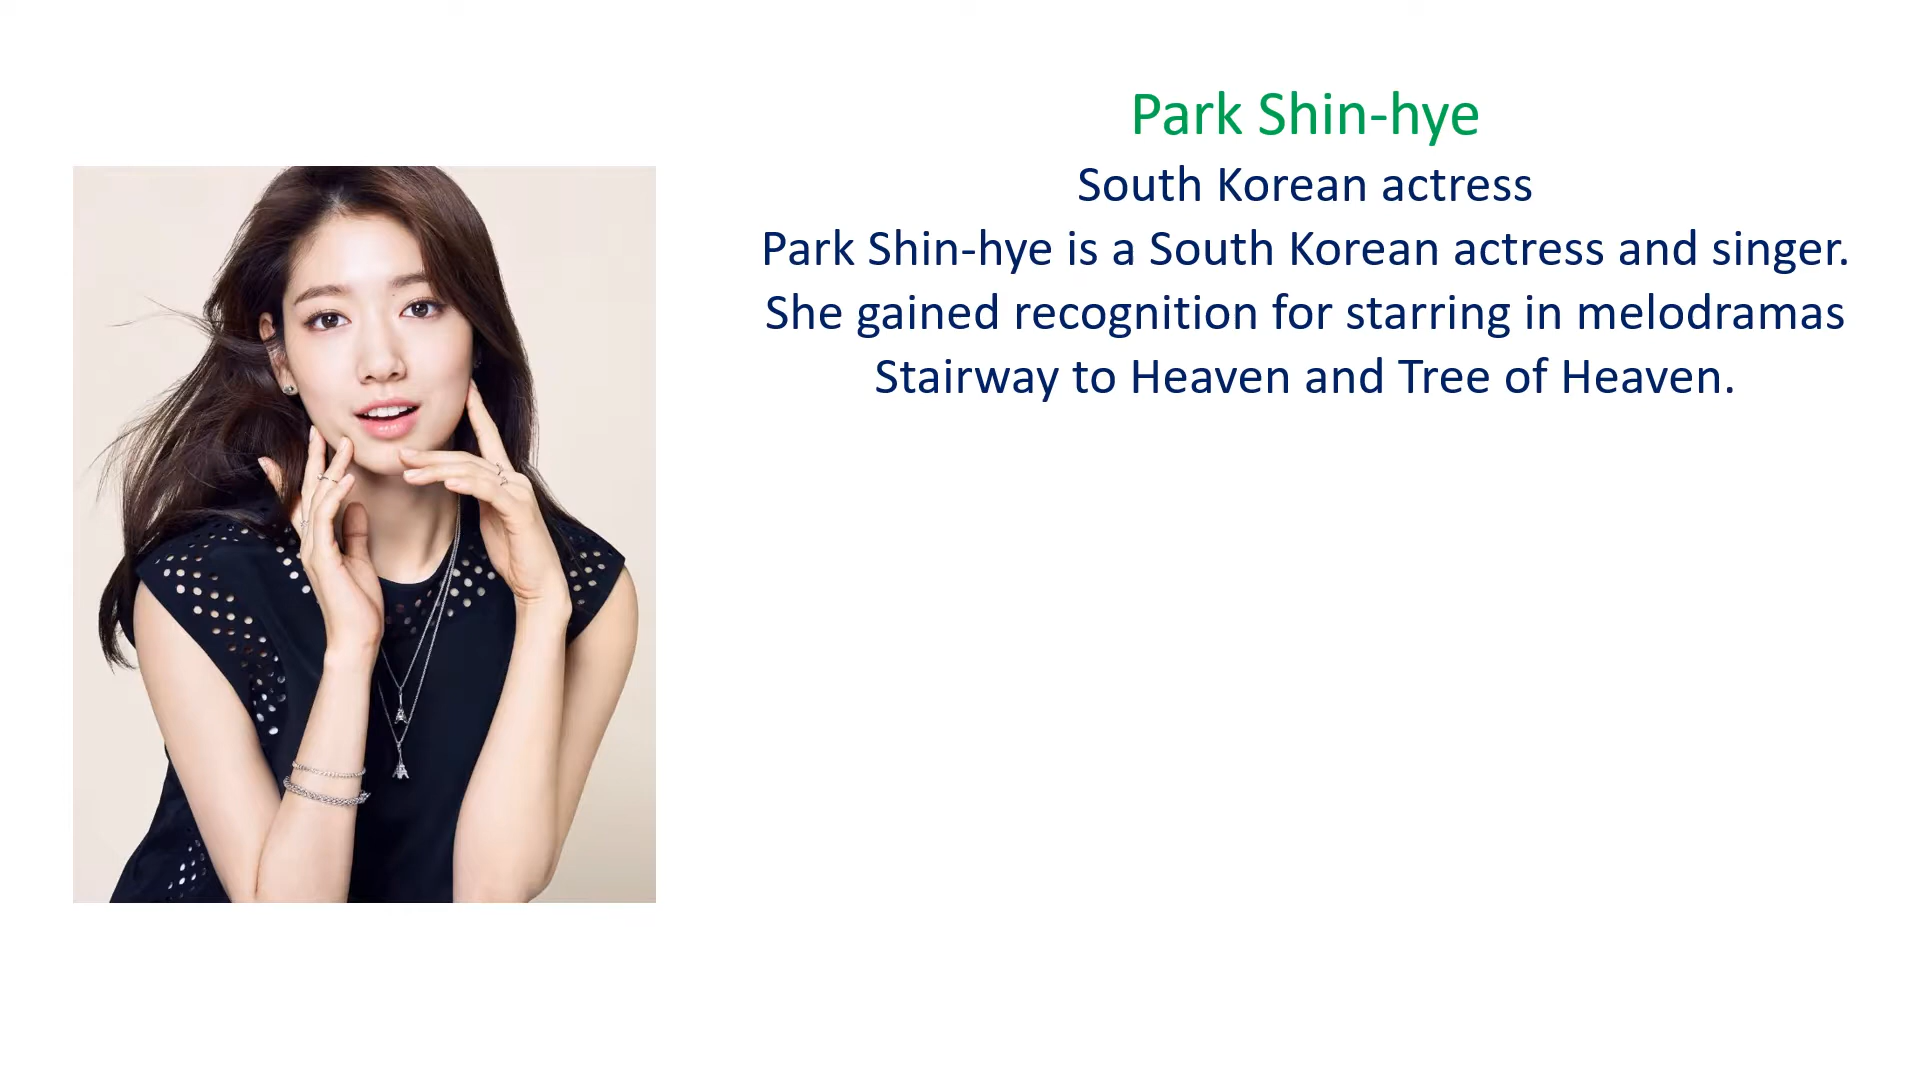 Park Shin-hye
South Korean actress
Park Shin-hye is a South Korean actress and singer.
She gained recognition for starring in melodramas
Stairway to Heaven and Tree of Heaven.